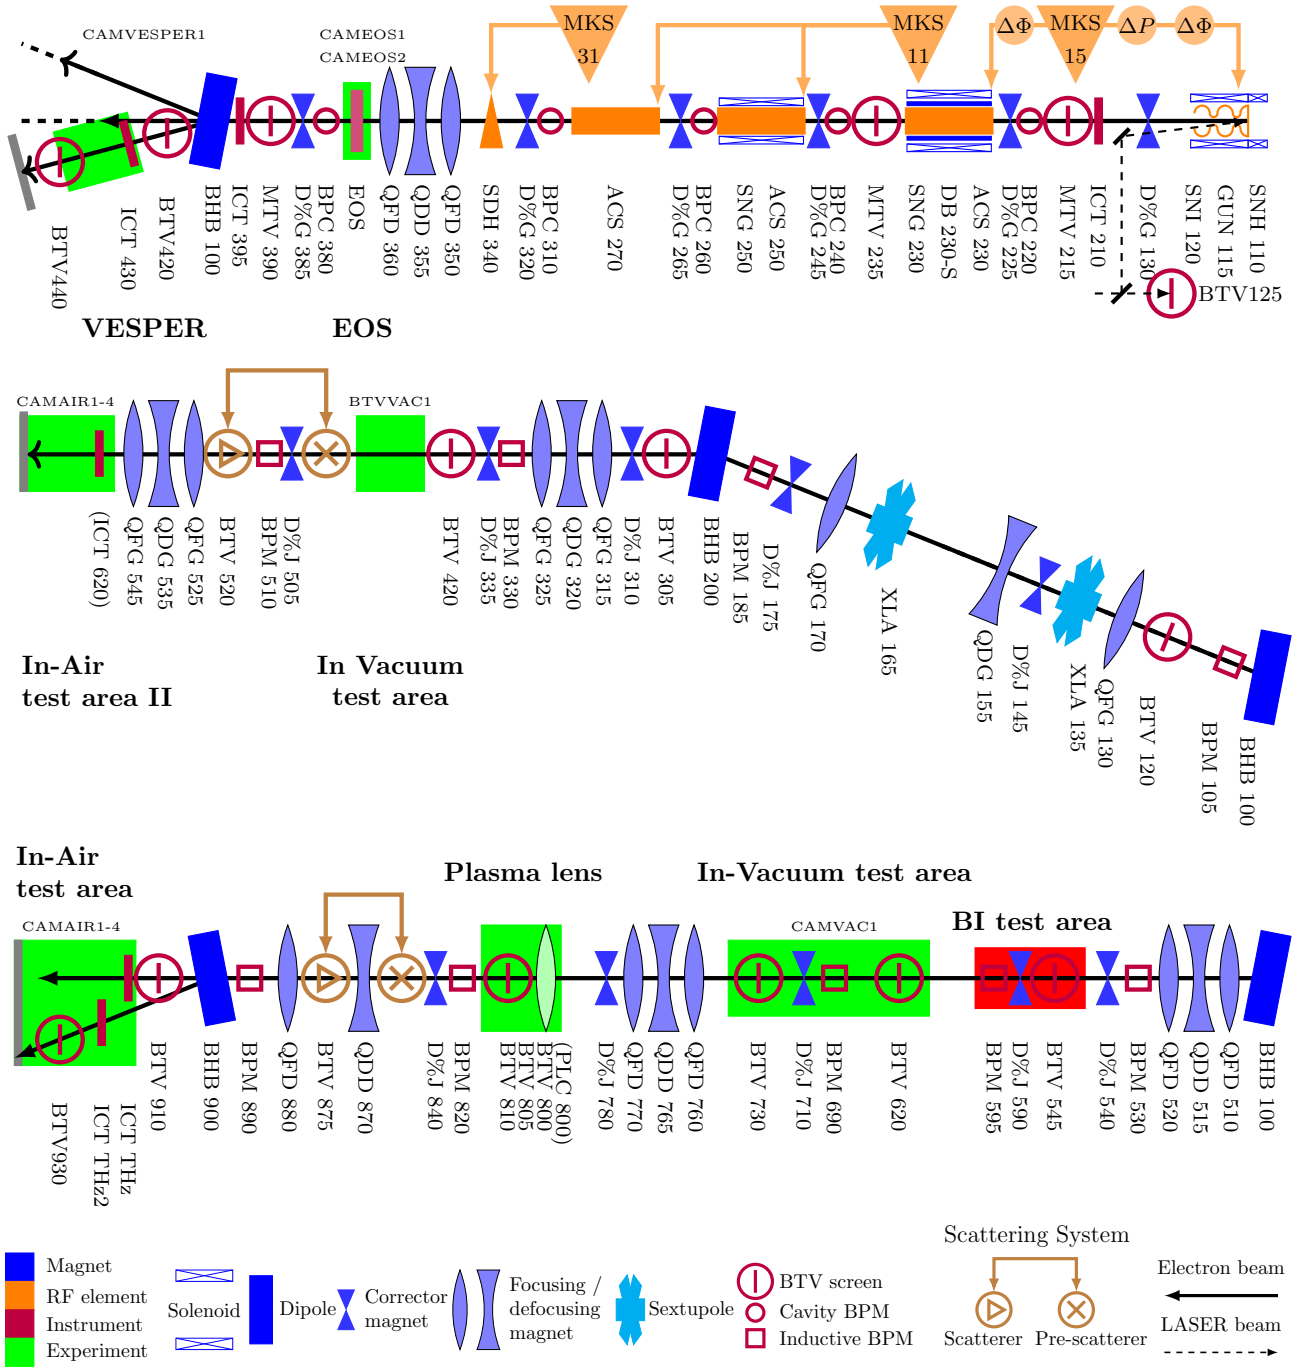 CAMVESPER1
CAMEOS1
CAMEOS2
MKS
31
MKS
11
ΔΦ
MKS
15
ΔP
ΔΦ
BTV440
ICT 430
BTV420
BHB 100
ICT 395
MTV 390
D%G 385
BPC 380
EOS
QFD 360
QDD 355
QFD 350
SDH 340
D%G 320
BPC 310
ACS 270
D%G 265
BPC 260
SNG 250
ACS 250
D%G 245
BPC 240
MTV 235
SNG 230
DB 230-S
ACS 230
D%G 225
BPC 220
MTV 215
ICT 210
D%G 130
SNI 120
GUN 115
SNH 110
BTV125
VESPER
EOS
CAMAIR1-4
BTVVAC1
(ICT 620)
QFG 545
QDG 535
QFG 525
BTV 520
BPM 510
D%J 505
BTV 420
D%J 335
BPM 330
QFG 325
QDG 320
QFG 315
D%J 310
BTV 305
BHB 200
BPM 185
D%J 175
QFG 170
XLA 165
QDG 155
D%J 145
XLA 135
QFG 130
BTV 120
BPM 105
BHB 100
In-Air
test area II
In Vacuum
test area
In-Air
test area
Plasma lens
In-Vacuum test area
BI test area
CAMAIR1-4
CAMVAC1
BTV930
ICT THz2
ICT THz
BTV 910
BHB 900
BPM 890
QFD 880
BTV 875
QDD 870
D%J 840
BPM 820
BTV 810
BTV 805
BTV 800
(PLC 800)
D%J 780
QFD 770
QDD 765
QFD 760
BTV 730
D%J 710
BPM 690
BTV 620
BPM 595
D%J 590
BTV 545
D%J 540
BPM 530
QFD 520
QDD 515
QFD 510
BHB 100
Magnet
RF element
Instrument
Experiment
Solenoid
Dipole
Corrector
magnet
Focusing /
defocusing
magnet
Sextupole
BTV screen
Cavity BPM
Inductive BPM
Scattering System
Scatterer
Pre-scatterer
Electron beam
LASER beam